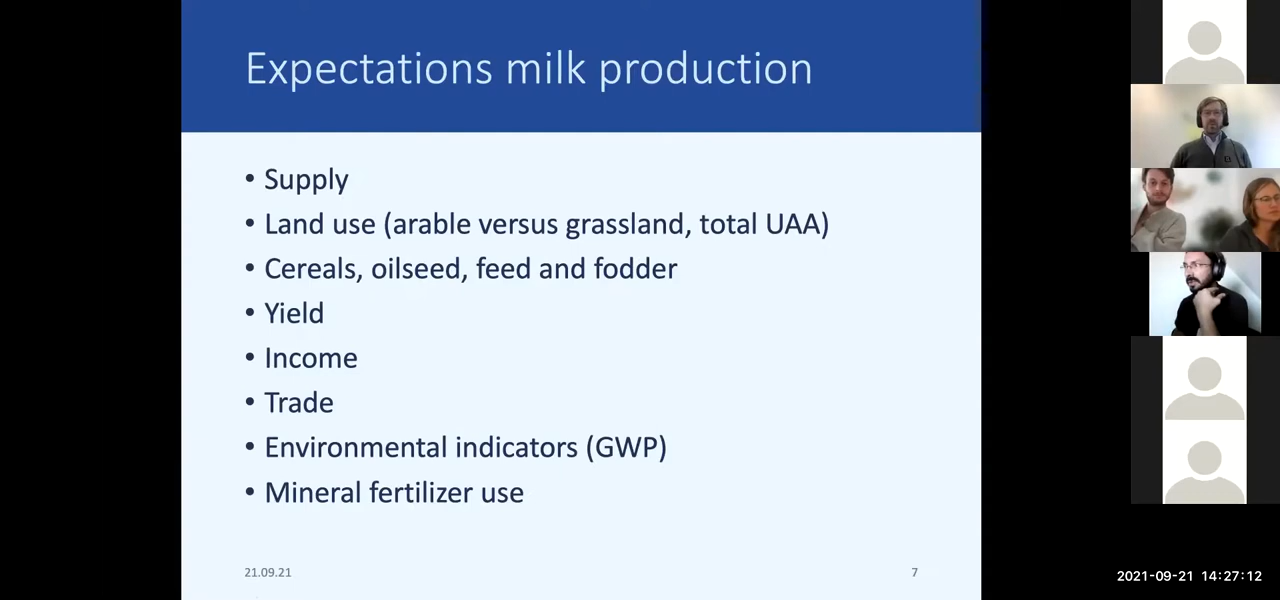 Expectations milk production
• Supply
• Land use (arable versus grassland, total UAA)
• Cereals, oilseed, feed and fodder
• Yield
• Income
• Trade
• Environmental indicators (GWP)
• Mineral fertilizer use
21.09.21
7
2021-09-21 14:27:12